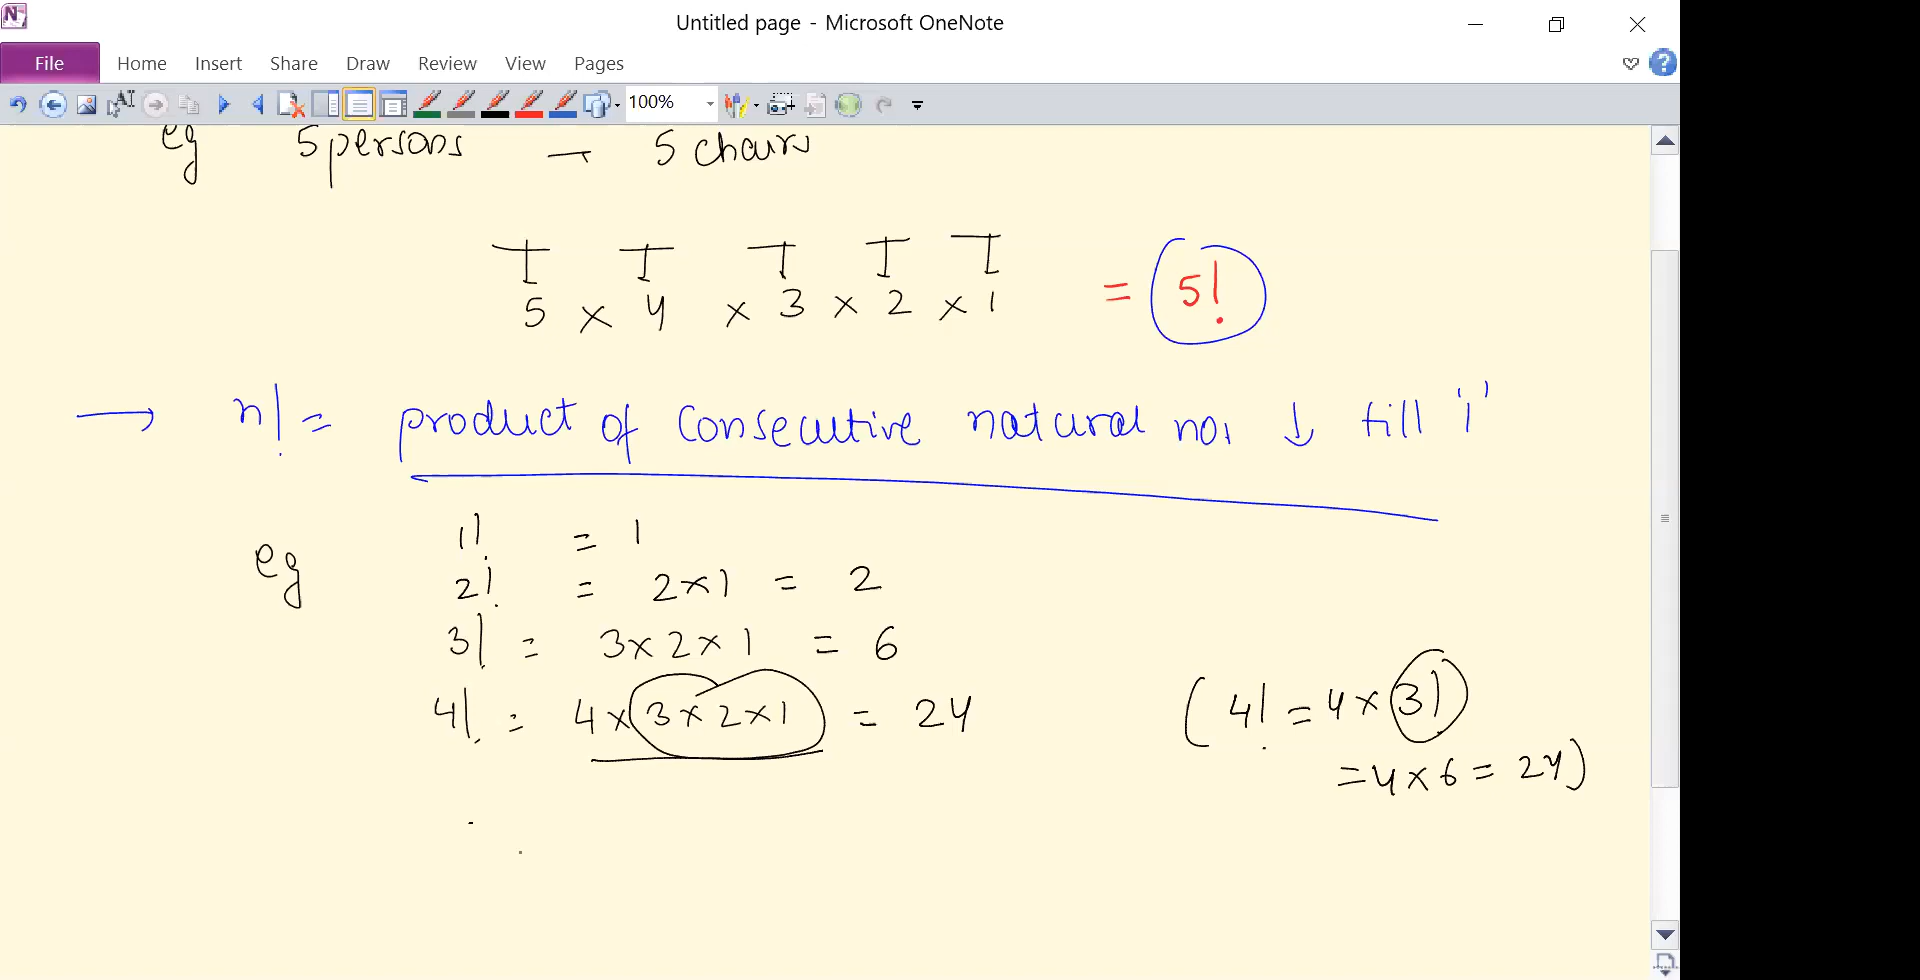 Untitled page - Microsoft OneNote
File Home Insert Share Draw Review View Pages
100%
eg 5 persons → 5 chairs
5 × 4 × 3 × 2 × 1 = 5!
→ n! = product of consecutive natural no. ↓ till '1'
eg 1! = 1
2! = 2×1 = 2
3! = 3×2×1 = 6
4! = 4×3×2×1 = 24
(4! = 4×3!
=4×6=24)